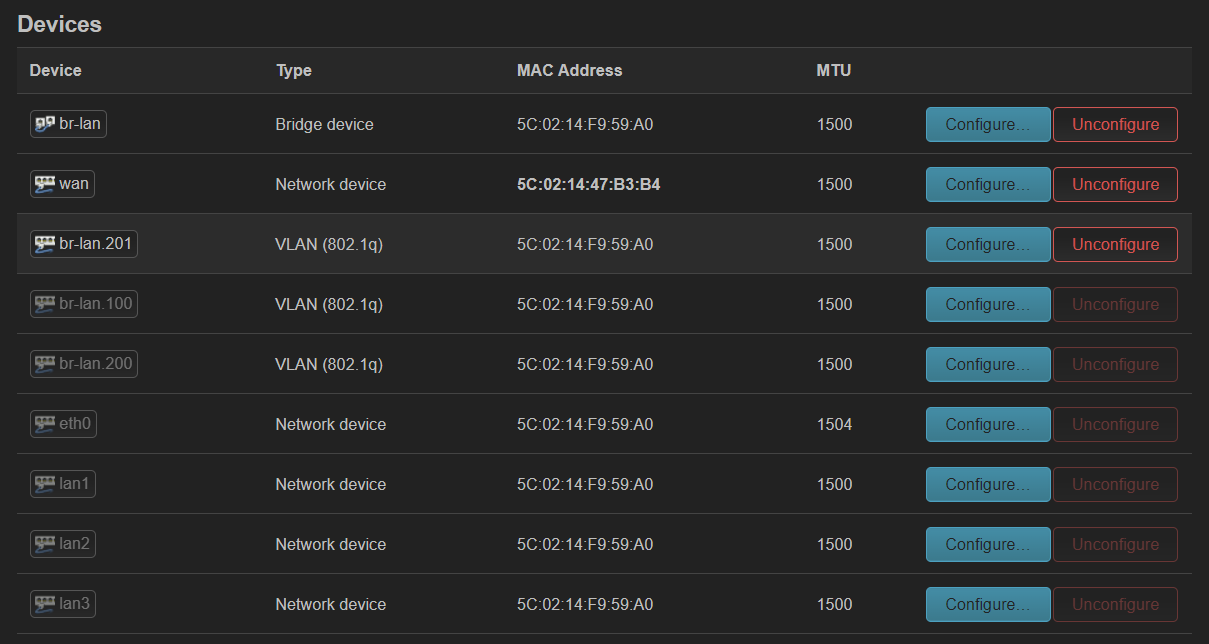 Devices
Device Type MAC Address MTU
br-lan Bridge device 5C:02:14:F9:59:A0 1500 Configure... Unconfigure
wan Network device 5C:02:14:47:B3:B4 1500 Configure... Unconfigure
br-lan.201 VLAN (802.1q) 5C:02:14:F9:59:A0 1500 Configure... Unconfigure
br-lan.100 VLAN (802.1q) 5C:02:14:F9:59:A0 1500 Configure... Unconfigure
br-lan.200 VLAN (802.1q) 5C:02:14:F9:59:A0 1500 Configure... Unconfigure
eth0 Network device 5C:02:14:F9:59:A0 1504 Configure... Unconfigure
lan1 Network device 5C:02:14:F9:59:A0 1500 Configure... Unconfigure
lan2 Network device 5C:02:14:F9:59:A0 1500 Configure... Unconfigure
lan3 Network device 5C:02:14:F9:59:A0 1500 Configure... Unconfigure